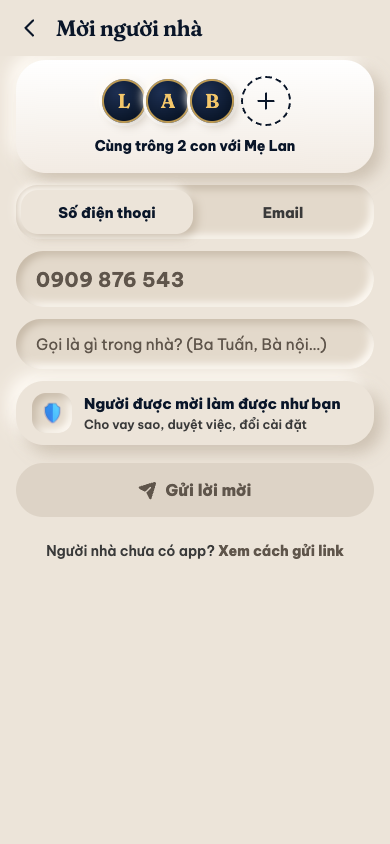 Mời người nhà
L A B
Cùng trông 2 con với Mẹ Lan
Số điện thoại
Email
0909 876 543
Gọi là gì trong nhà? (Ba Tuấn, Bà nội...)
Người được mời làm được như bạn
Cho vay sao, duyệt việc, đổi cài đặt
Gửi lời mời
Người nhà chưa có app? Xem cách gửi link